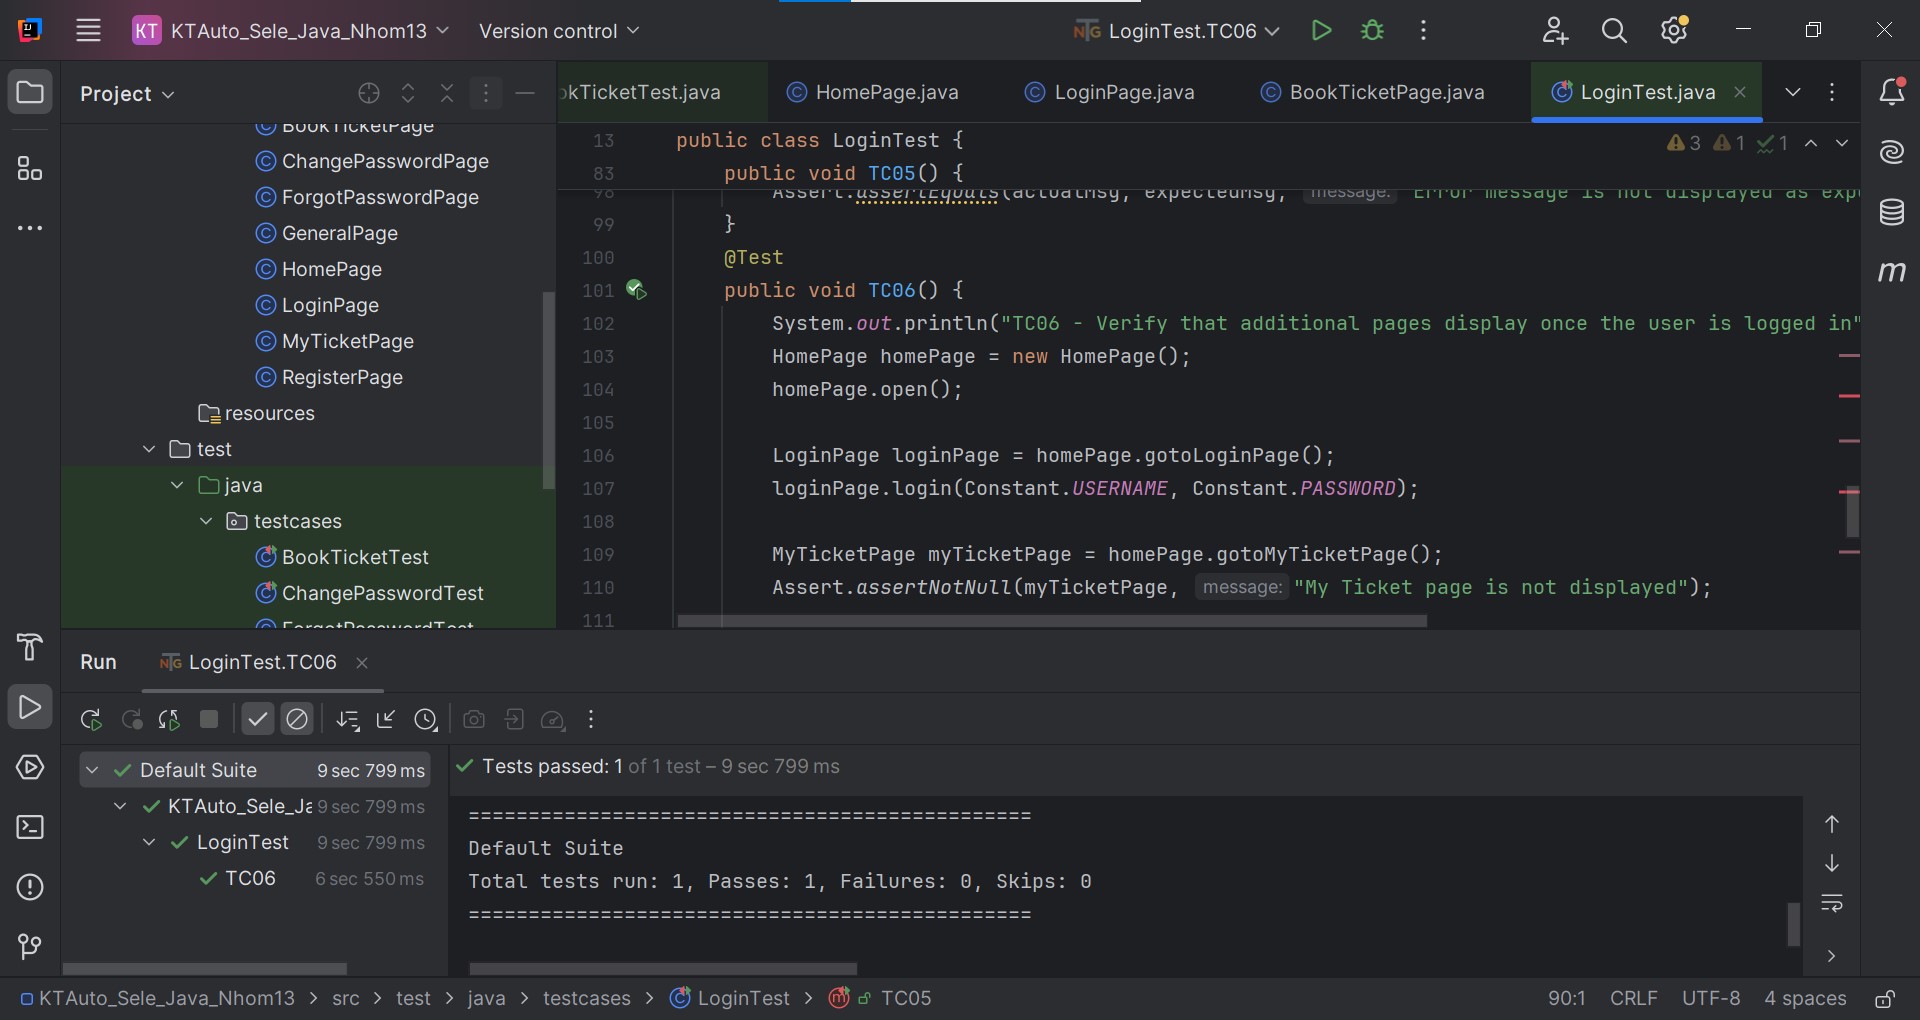 KT KTAuto_Sele_Java_Nhom13 Version control LoginTest.TC06
Project
BookTicketPage
ChangePasswordPage
ForgotPasswordPage
GeneralPage
HomePage
LoginPage
MyTicketPage
RegisterPage
resources
test
java
testcases
BookTicketTest
ChangePasswordTest
ForgotPasswordTest
okTicketTest.java HomePage.java LoginPage.java BookTicketPage.java LoginTest.java
3 1 1
13 public class LoginTest {
83 public void TC05() {
98 Assert.assertEquals(actualMsg, expectedMsg, message: "Error message is not displayed as exp
99 }
100 @Test
101 public void TC06() {
102 System.out.println("TC06 - Verify that additional pages display once the user is logged in"
103 HomePage homePage = new HomePage();
104 homePage.open();
105
106 LoginPage loginPage = homePage.gotoLoginPage();
107 loginPage.login(Constant.USERNAME, Constant.PASSWORD);
108
109 MyTicketPage myTicketPage = homePage.gotoMyTicketPage();
110 Assert.assertNotNull(myTicketPage, message: "My Ticket page is not displayed");
111
m
Run LoginTest.TC06
Default Suite 9 sec 799 ms
KTAuto_Sele_Ja 9 sec 799 ms
LoginTest 9 sec 799 ms
TC06 6 sec 550 ms
Tests passed: 1 of 1 test – 9 sec 799 ms
===============================================
Default Suite
Total tests run: 1, Passes: 1, Failures: 0, Skips: 0
===============================================
KTAuto_Sele_Java_Nhom13 > src > test > java > testcases > LoginTest > TC05 90:1 CRLF UTF-8 4 spaces